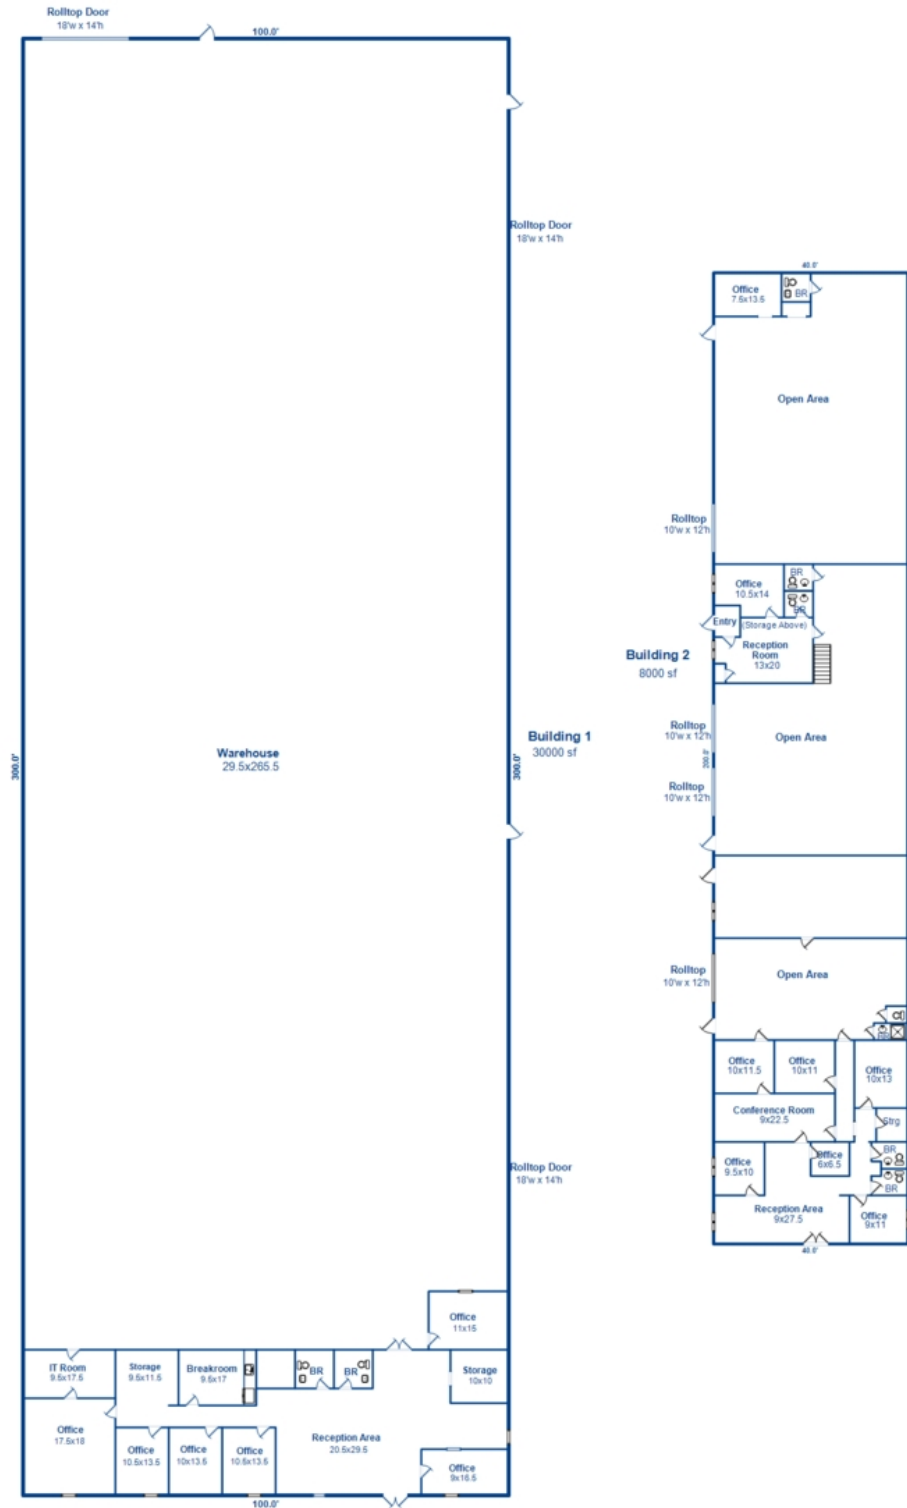 Rolltop Door
18'w x 14'h
100.0'
Rolltop Door
18'w x 14'h
300.0'
Warehouse
29.5x265.5
Building 1
30000 sf
300.0'
Rolltop Door
18'w x 14'h
Office
11x15
IT Room
9.5x17.5
Storage
9.5x11.5
Breakroom
9.5x17
BR
BR
Storage
10x10
Office
17.5x18
Office
10.5x13.5
Office
10x13.5
Office
10.5x13.5
Reception Area
20.5x29.5
Office
9x16.5
100.0'
40.0'
Office
7.5x13.5
BR
Open Area
Rolltop
10'w x 12'h
Office
10.5x14
BR
BR
Entry
(Storage Above)
Reception
Room
13x20
Building 2
8000 sf
Rolltop
10'w x 12'h
200.0'
Open Area
Rolltop
10'w x 12'h
Rolltop
10'w x 12'h
Open Area
BR
Office
10x11.5
Office
10x11
Office
10x13
Conference Room
9x22.5
Strg
Office
9.5x10
Office
6x6.5
BR
BR
Reception Area
9x27.5
Office
9x11
40.0'